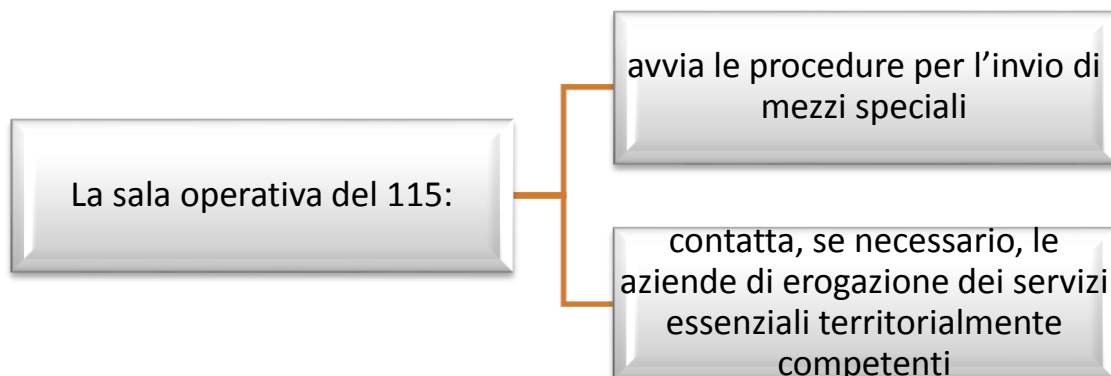 La sala operativa del 115:
avvia le procedure per l’invio di
mezzi speciali
contatta, se necessario, le
aziende di erogazione dei servizi
essenziali territorialmente
competenti